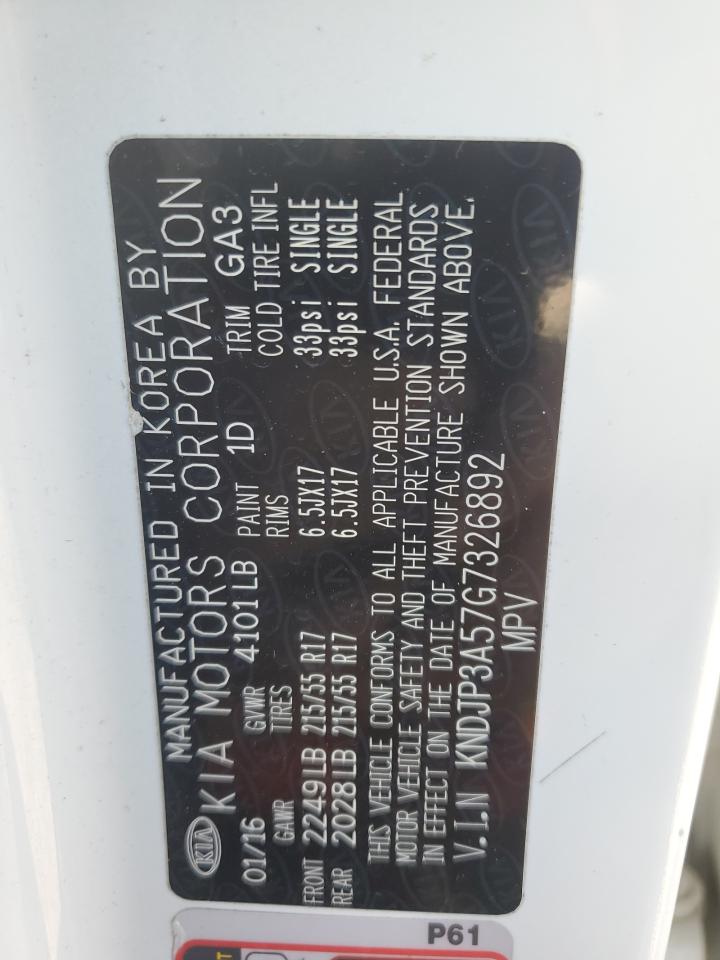 MANUFACTURED IN KOREA BY
KIA KIA MOTORS CORPORATION
01/16 GVWR 4101LB PAINT 1D TRIM GA3
GAWR TIRES RIMS COLD TIRE INFL
FRONT 2249LB 215/55 R17 6.5JX17 33psi SINGLE
REAR 2028LB 215/55 R17 6.5JX17 33psi SINGLE
THIS VEHICLE CONFORMS TO ALL APPLICABLE U.S.A. FEDERAL
MOTOR VEHICLE SAFETY AND THEFT PREVENTION STANDARDS
IN EFFECT ON THE DATE OF MANUFACTURE SHOWN ABOVE.
V.I.N KNDJP3A57G7326892
MPV
P61